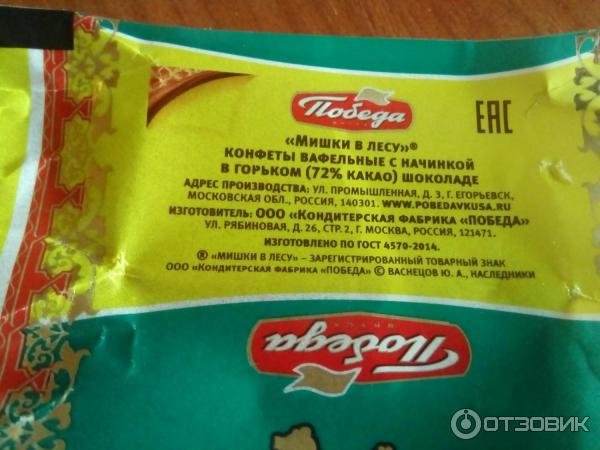 Победа
ЕАС
«Мишки в лесу»®
конфеты вафельные с начинкой
в горьком (72% какао) шоколаде
Адрес производства: ул. Промышленная, д. 3, г. Егорьевск,
Московская обл., Россия, 140301. www.pobedavkusa.ru
Изготовитель: ООО «Кондитерская фабрика «Победа»
ул. Рябиновая, д. 26, стр. 2, г. Москва, Россия, 121471.
Изготовлено по ГОСТ 4570-2014.
® «Мишки в лесу» – зарегистрированный товарный знак
ООО «Кондитерская фабрика «Победа» © Васнецов Ю. А., наследники
Победа
ОТЗОВИК